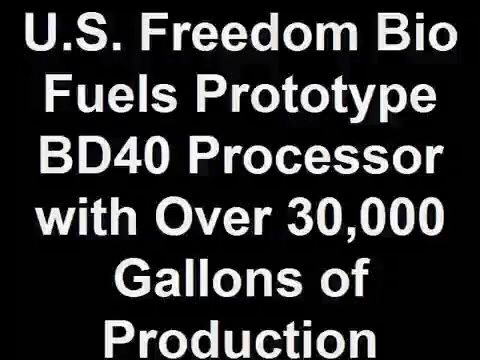 U.S. Freedom Bio
Fuels Prototype
BD40 Processor
with Over 30,000
Gallons of
Production